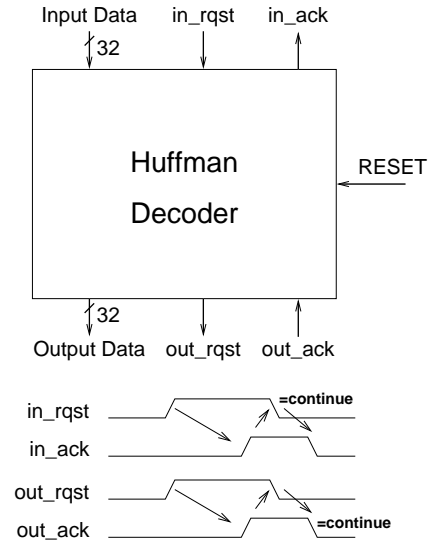 Input Data in_rqst in_ack
32
Huffman
Decoder
RESET
32
Output Data out_rqst out_ack
in_rqst =continue
in_ack
out_rqst
out_ack =continue